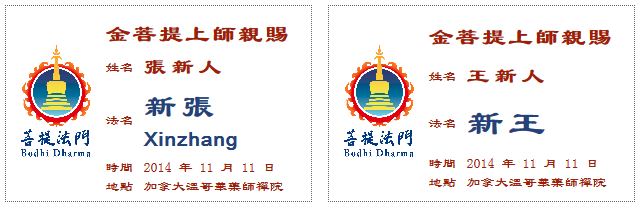 金菩提上師親賜
姓名 張新人
法名 新張
Xinzhang
時間 2014 年 11 月 11 日
地點 加拿大溫哥華藥師禪院
菩提法門
Bodhi Dharma
金菩提上師親賜
姓名 王新人
法名 新王
時間 2014 年 11 月 11 日
地點 加拿大溫哥華藥師禪院
菩提法門
Bodhi Dharma